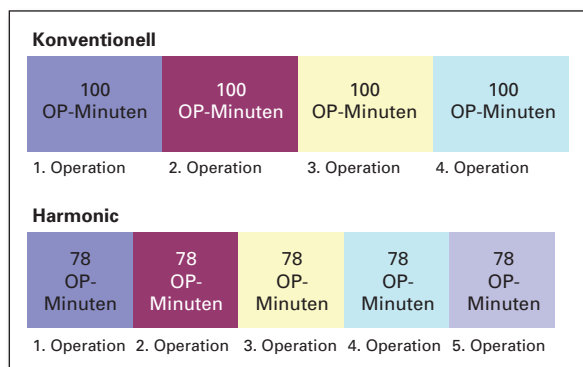 Konventionell
100 100 100 100
OP-Minuten OP-Minuten OP-Minuten OP-Minuten
1. Operation 2. Operation 3. Operation 4. Operation
Harmonic
78 78 78 78 78
OP- OP- OP- OP- OP-
Minuten Minuten Minuten Minuten Minuten
1. Operation 2. Operation 3. Operation 4. Operation 5. Operation